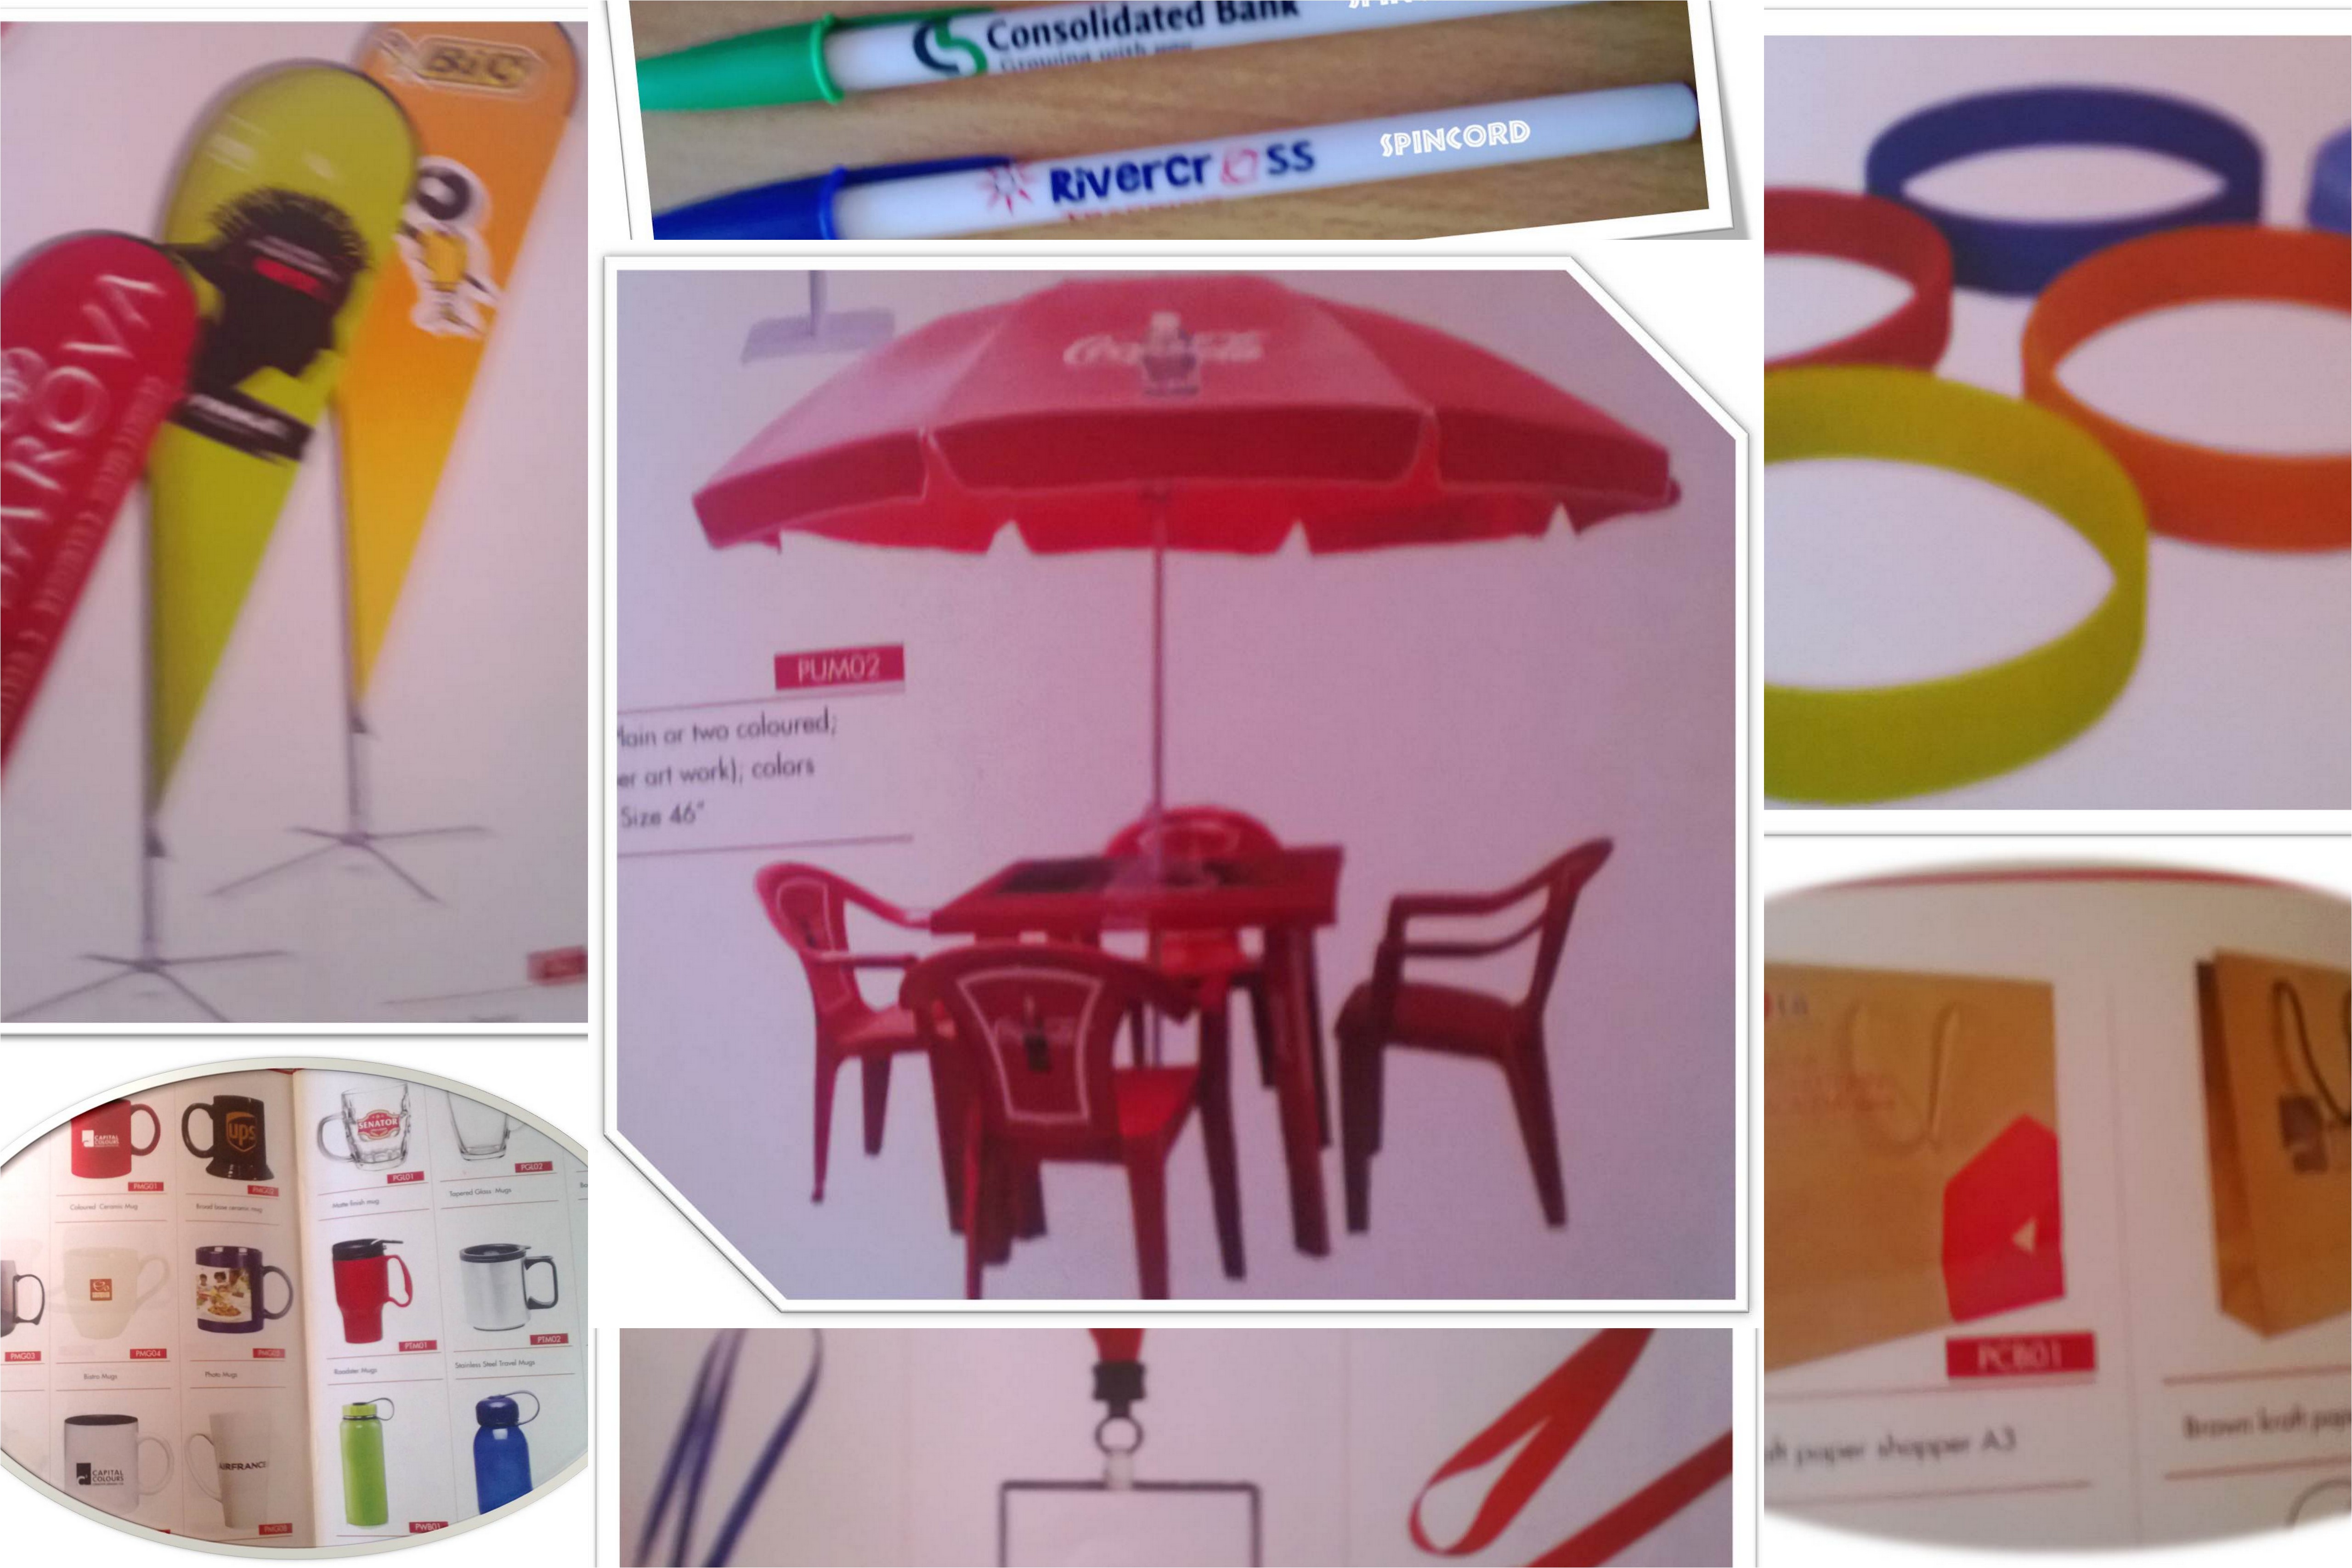 BiC
AROVA
Consolidated Bank
Growing with you
RiverCross
SPINCORD
Coca-Cola
PUM02
lain or two coloured;
er art work); colors
Size 46"
CAPITAL
COLOURS
PMG01
Coloured Ceramic Mug
ups
PMG02
Broad base ceramic mug
SENATOR
PGL01
Matte finish mug
PGL02
Tapered Glass Mugs
PMG03
PMG04
Bistro Mugs
PMG05
Photo Mugs
PTM01
Roadster Mugs
PTM02
Stainless Steel Travel Mugs
CAPITAL
COLOURS
AIRFRANCE
PMG08
PWB01
PCB01
ft paper shopper A3
Brown kraft pap